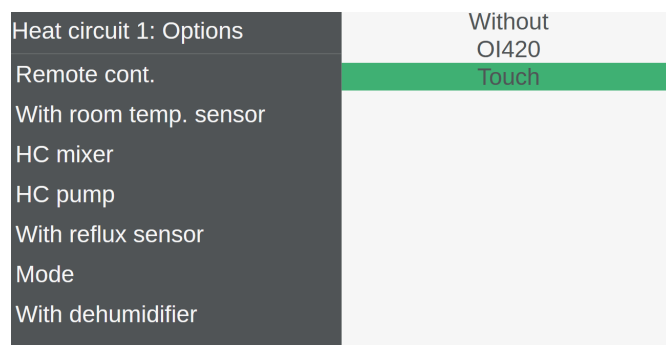 Heat circuit 1: Options
Remote cont.
With room temp. sensor
HC mixer
HC pump
With reflux sensor
Mode
With dehumidifier
Without
OI420
Touch